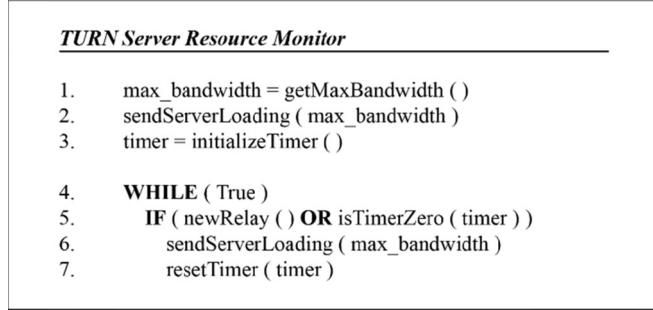 TURN Server Resource Monitor
1. max_bandwidth = getMaxBandwidth ( )
2. sendServerLoading ( max_bandwidth )
3. timer = initializeTimer ( )
4. WHILE ( True )
5. IF ( newRelay ( ) OR isTimerZero ( timer ) )
6. sendServerLoading ( max_bandwidth )
7. resetTimer ( timer )